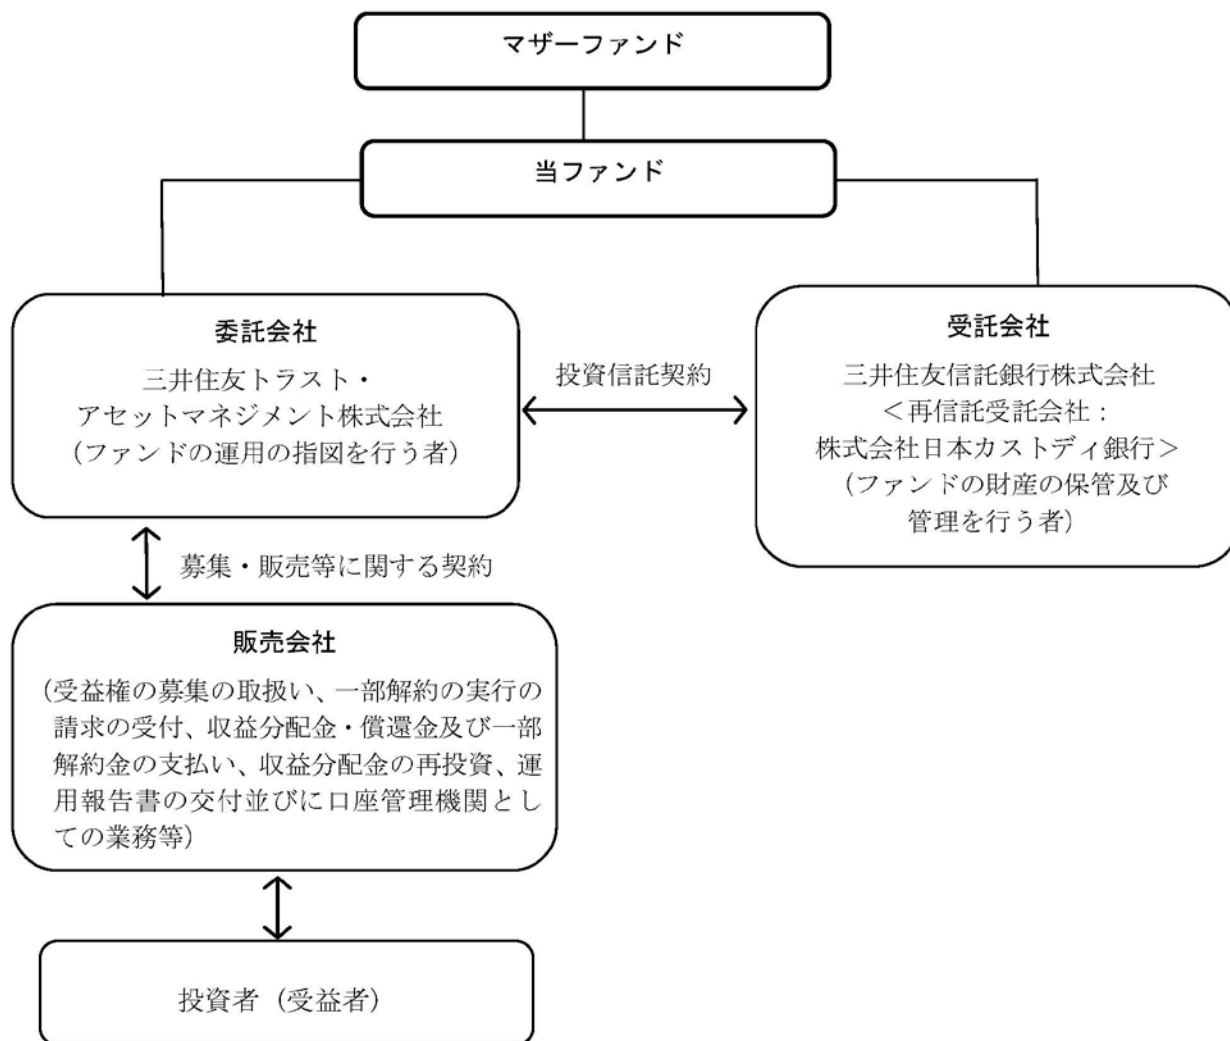 マザーファンド
当ファンド
委託会社
三井住友トラスト・
アセットマネジメント株式会社
(ファンドの運用の指図を行う者)
投資信託契約
受託会社
三井住友信託銀行株式会社
<再信託受託会社:
株式会社日本カストディ銀行>
(ファンドの財産の保管及び
管理を行う者)
募集・販売等に関する契約
販売会社
(受益権の募集の取扱い、一部解約の実行の
請求の受付、収益分配金・償還金及び一部
解約金の支払い、収益分配金の再投資、運
用報告書の交付並びに口座管理機関とし
ての業務等)
投資者(受益者)